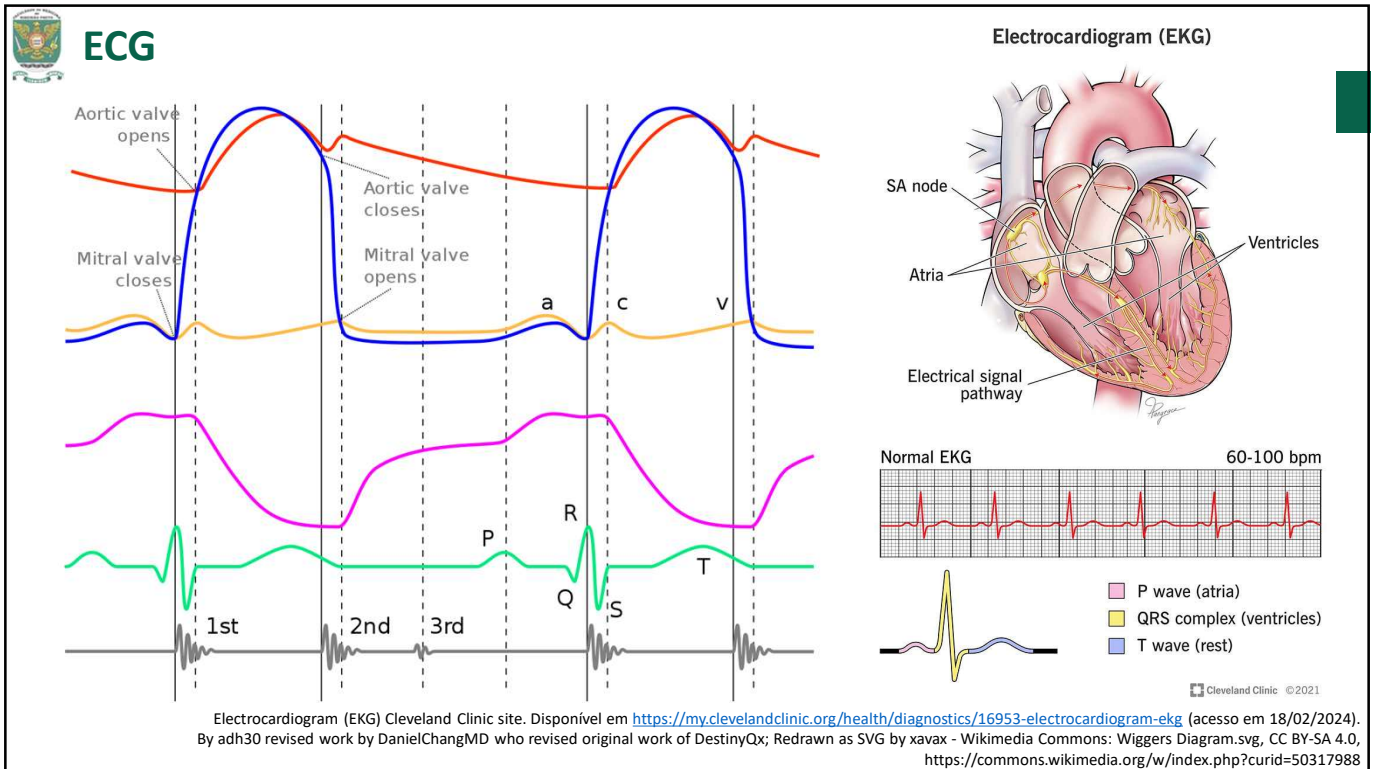 ECG
Aortic valve
opens
Aortic valve
closes
Mitral valve
closes
Mitral valve
opens
a
c
v
R
P
T
Q
S
1st
2nd
3rd
Electrocardiogram (EKG)
SA node
Atria
Ventricles
Electrical signal
pathway
Normal EKG
60-100 bpm
P wave (atria)
QRS complex (ventricles)
T wave (rest)
Cleveland Clinic ©2021
Electrocardiogram (EKG) Cleveland Clinic site. Disponível em https://my.clevelandclinic.org/health/diagnostics/16953-electrocardiogram-ekg (acesso em 18/02/2024).
By adh30 revised work by DanielChangMD who revised original work of DestinyQx; Redrawn as SVG by xavax - Wikimedia Commons: Wiggers Diagram.svg, CC BY-SA 4.0,
https://commons.wikimedia.org/w/index.php?curid=50317988